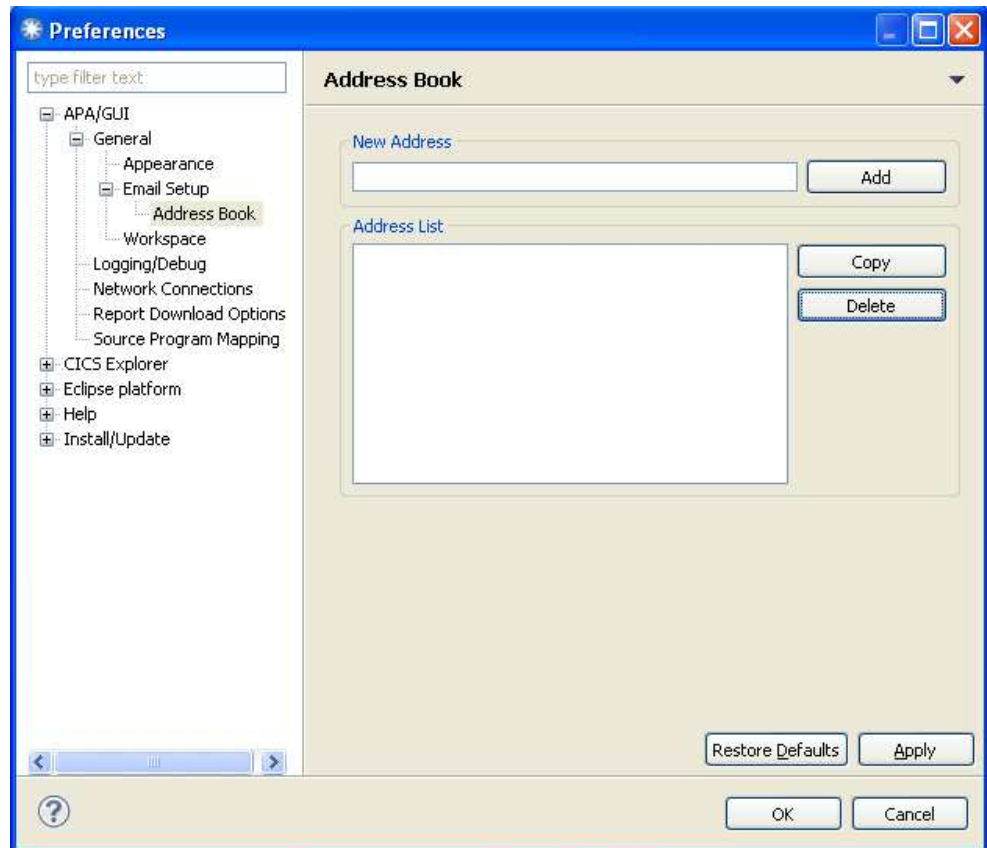 Preferences
type filter text
APA/GUI
General
Appearance
Email Setup
Address Book
Workspace
Logging/Debug
Network Connections
Report Download Options
Source Program Mapping
CICS Explorer
Eclipse platform
Help
Install/Update
Address Book
New Address
Add
Address List
Copy
Delete
Restore Defaults
Apply
?
OK
Cancel